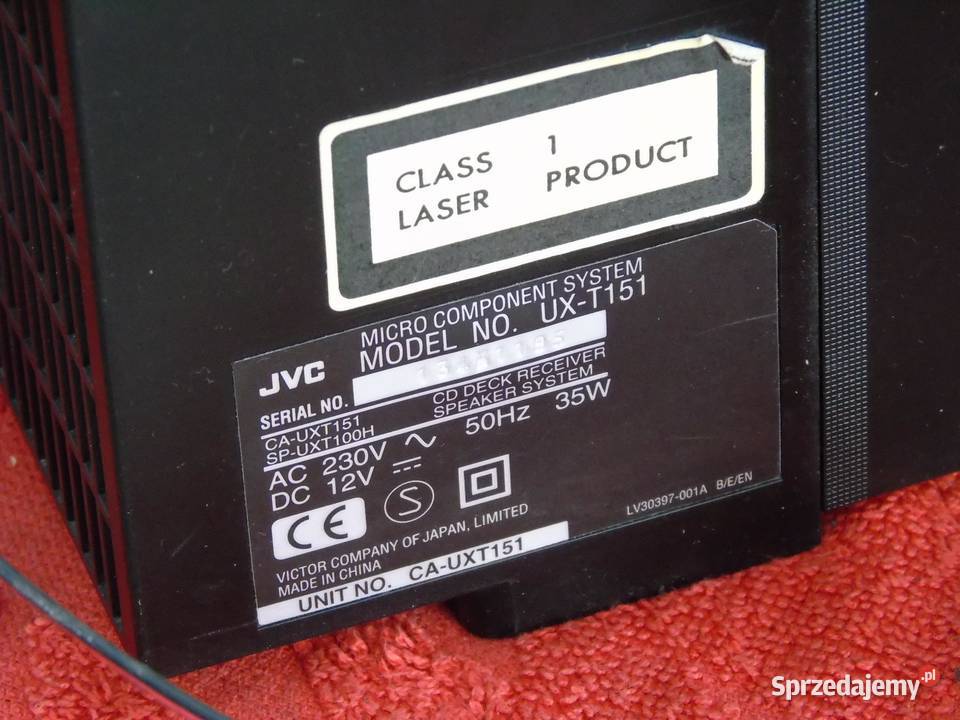 CLASS 1
LASER PRODUCT
MICRO COMPONENT SYSTEM
JVC MODEL NO. UX-T151
SERIAL NO.
CA-UXT151 CD DECK RECEIVER
SP-UXT100H SPEAKER SYSTEM
AC 230V ~ 50Hz 35W
DC 12V ⎓
CE S
VICTOR COMPANY OF JAPAN, LIMITED
MADE IN CHINA
LV30397-001A B/E/EN
UNIT NO. CA-UXT151
Sprzedajemy.pl